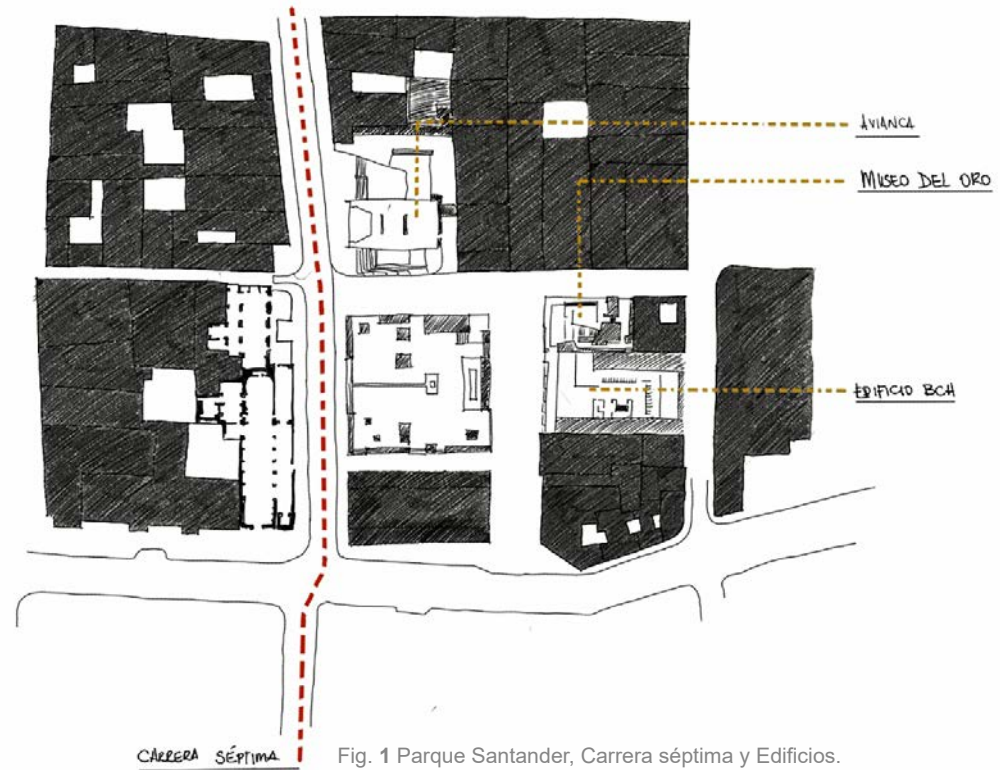 AVIANCA
MUSEO DEL ORO
EDIFICIO BCH
CARRERA SÉPTIMA
Fig. 1 Parque Santander, Carrera séptima y Edificios.